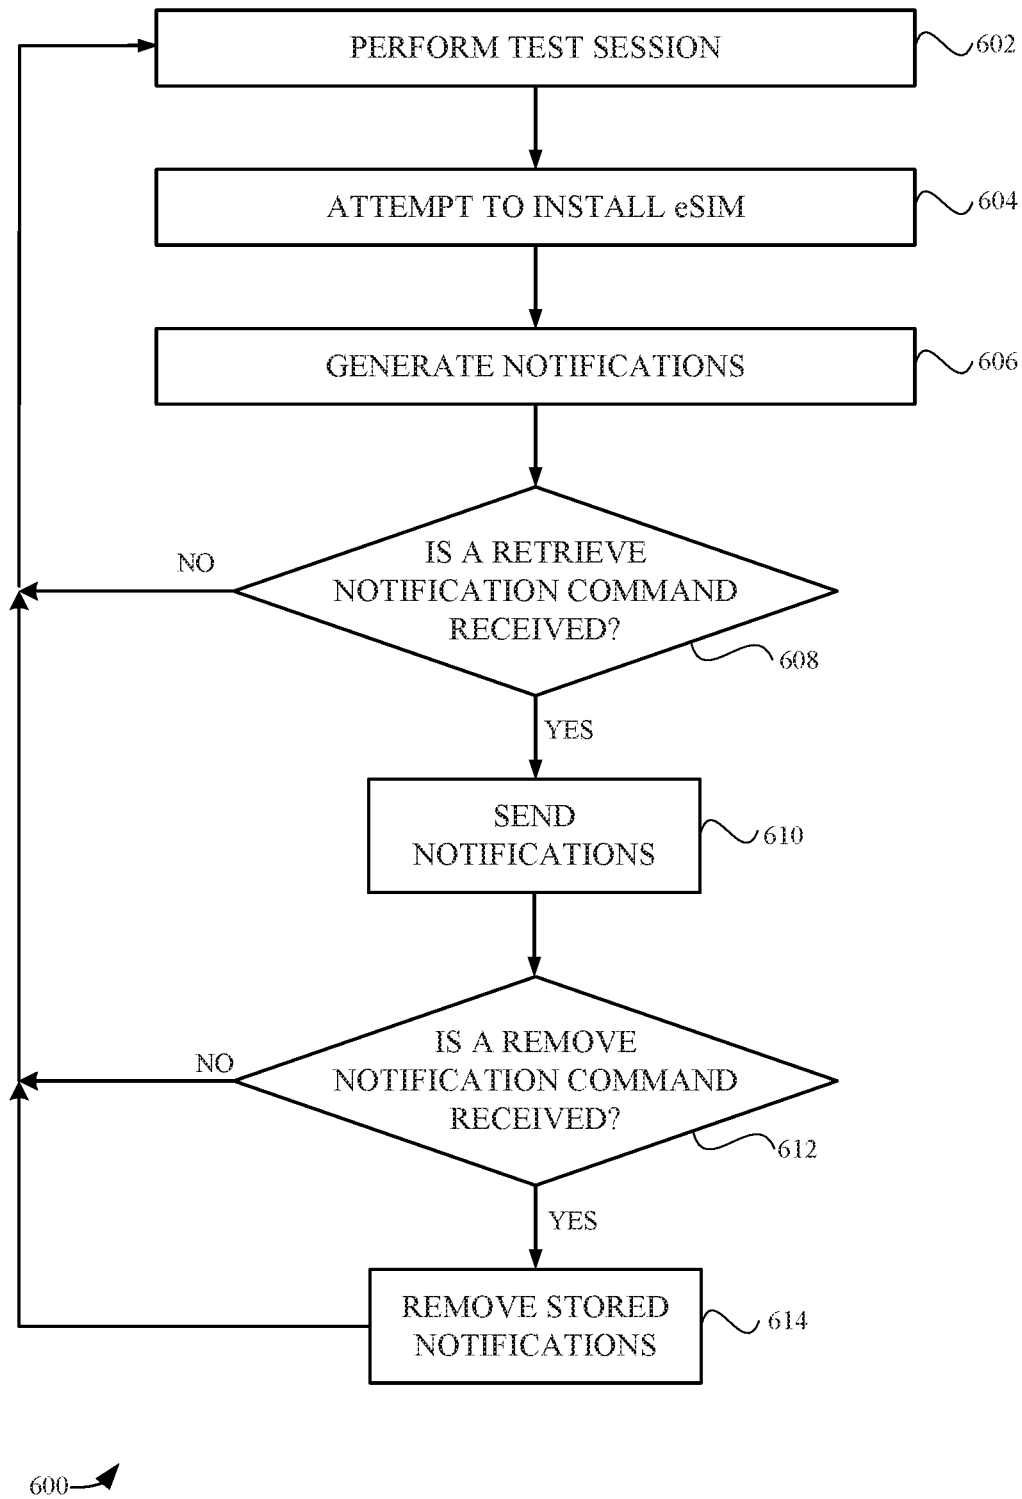 PERFORM TEST SESSION
602
ATTEMPT TO INSTALL eSIM
604
GENERATE NOTIFICATIONS
606
IS A RETRIEVE
NOTIFICATION COMMAND
RECEIVED?
NO
608
YES
SEND
NOTIFICATIONS
610
IS A REMOVE
NOTIFICATION COMMAND
RECEIVED?
NO
612
YES
REMOVE STORED
NOTIFICATIONS
614
600